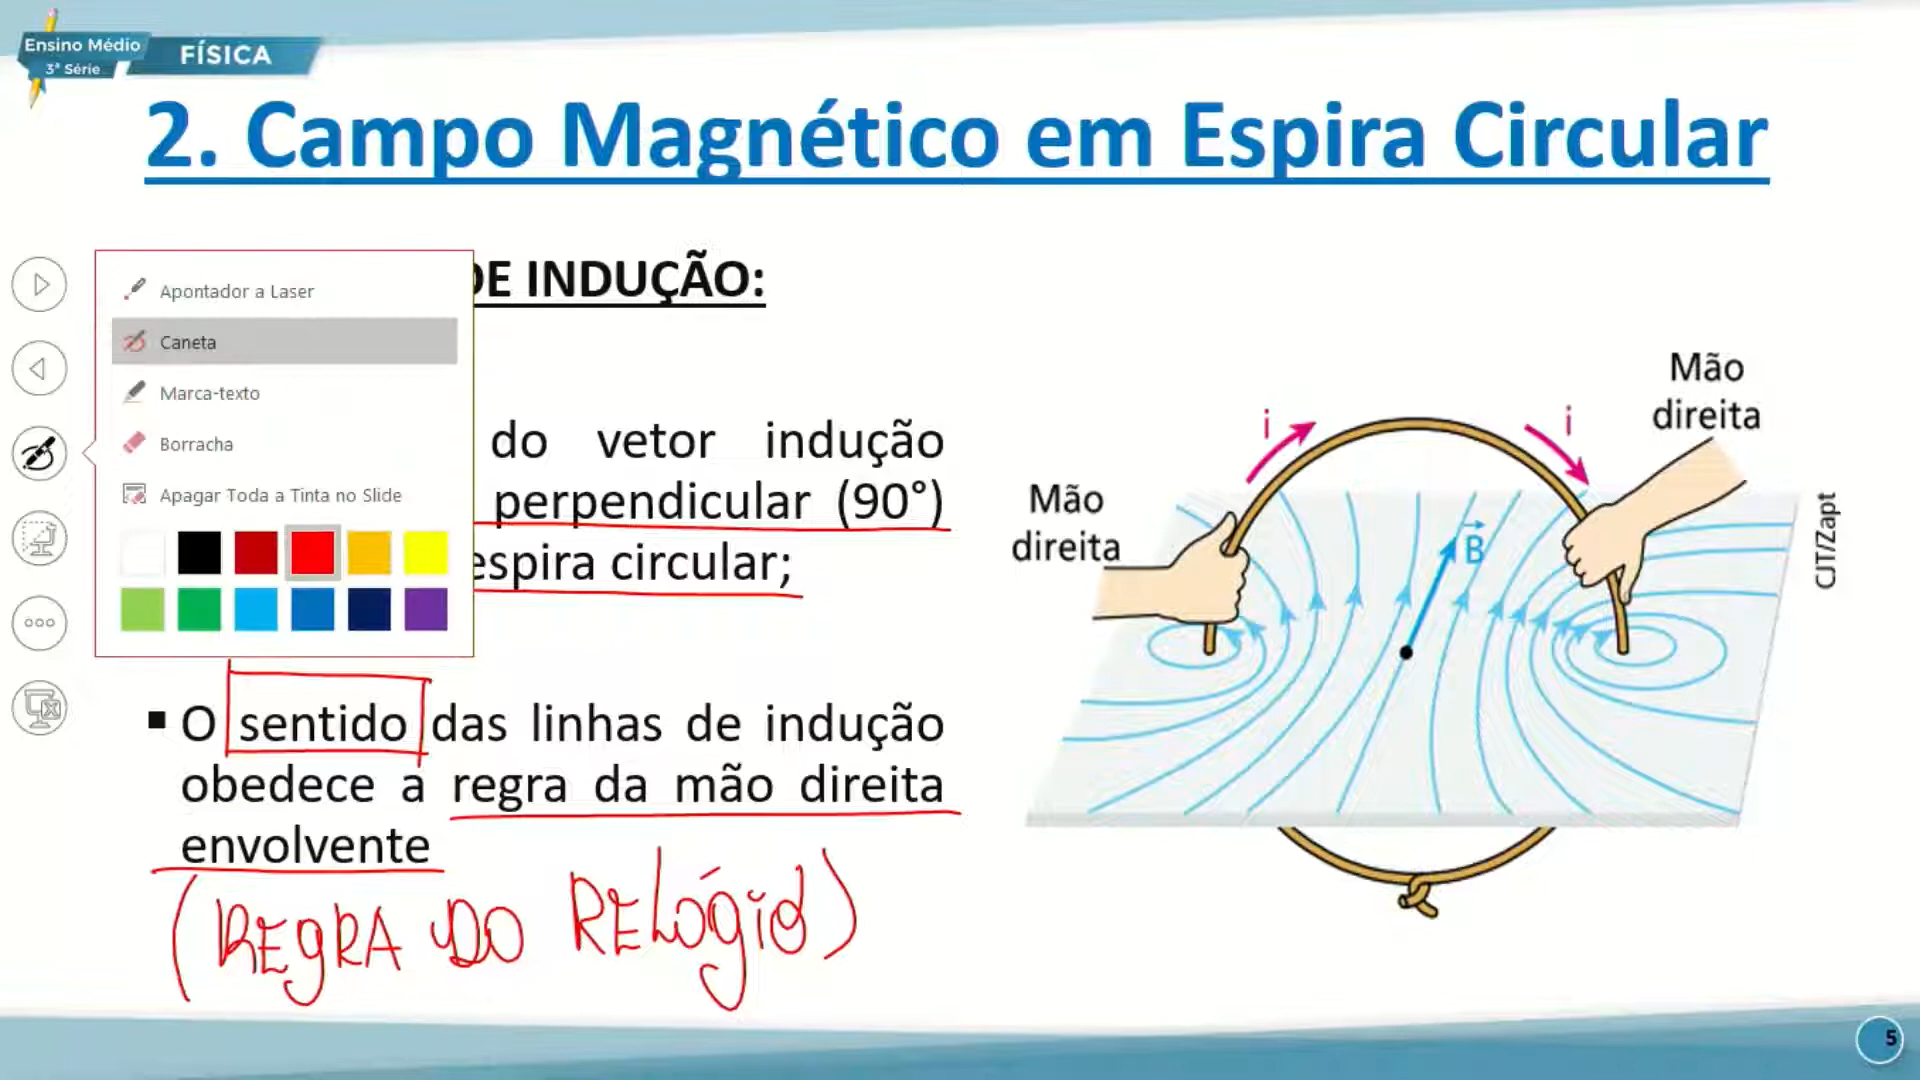 Ensino Médio
3ª Série
FÍSICA
2. Campo Magnético em Espira Circular
DE INDUÇÃO:
Apontador a Laser
Caneta
Marca-texto
Borracha
Apagar Toda a Tinta no Slide
do vetor indução
perpendicular (90°)
espira circular;
▪ O sentido das linhas de indução
obedece a regra da mão direita
envolvente
(REGRA DO RELÓGIO)
Mão
direita
i
i
Mão
direita
B
CJT/Zapt
5